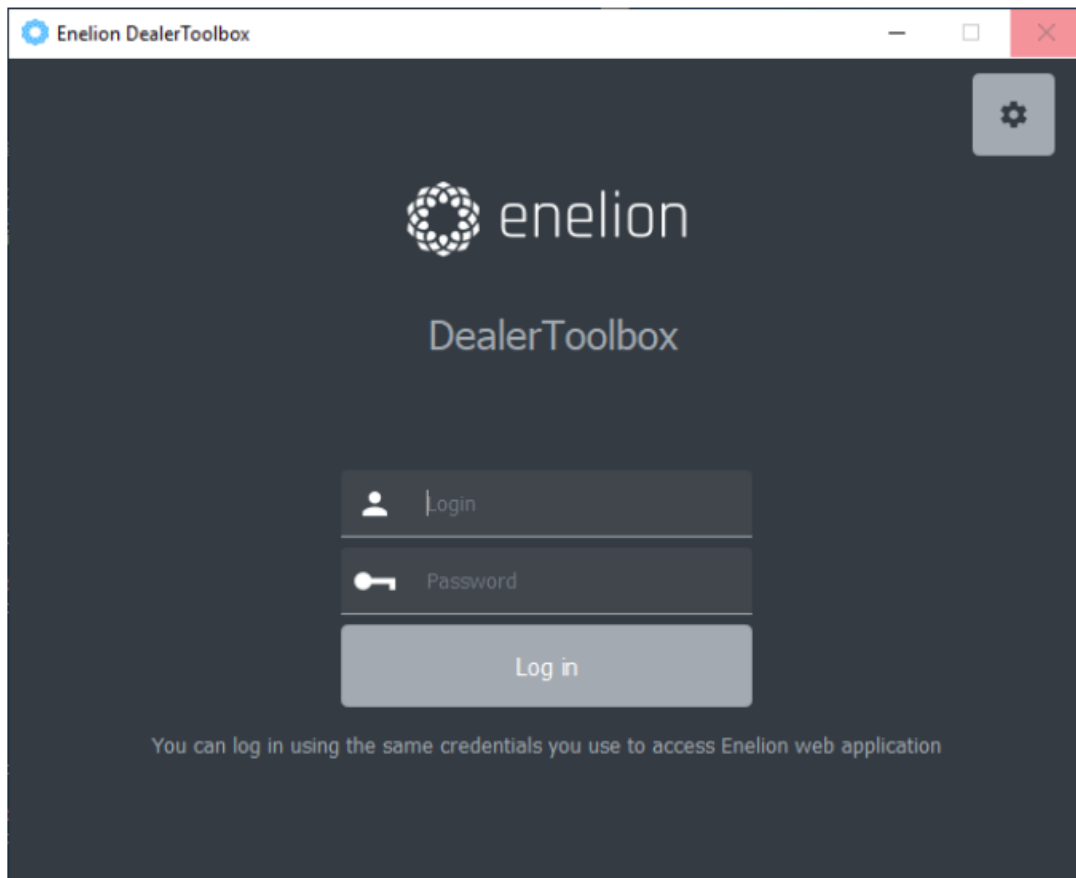 Enelion DealerToolbox
enelion
DealerToolbox
Login
Password
Log in
You can log in using the same credentials you use to access Enelion web application